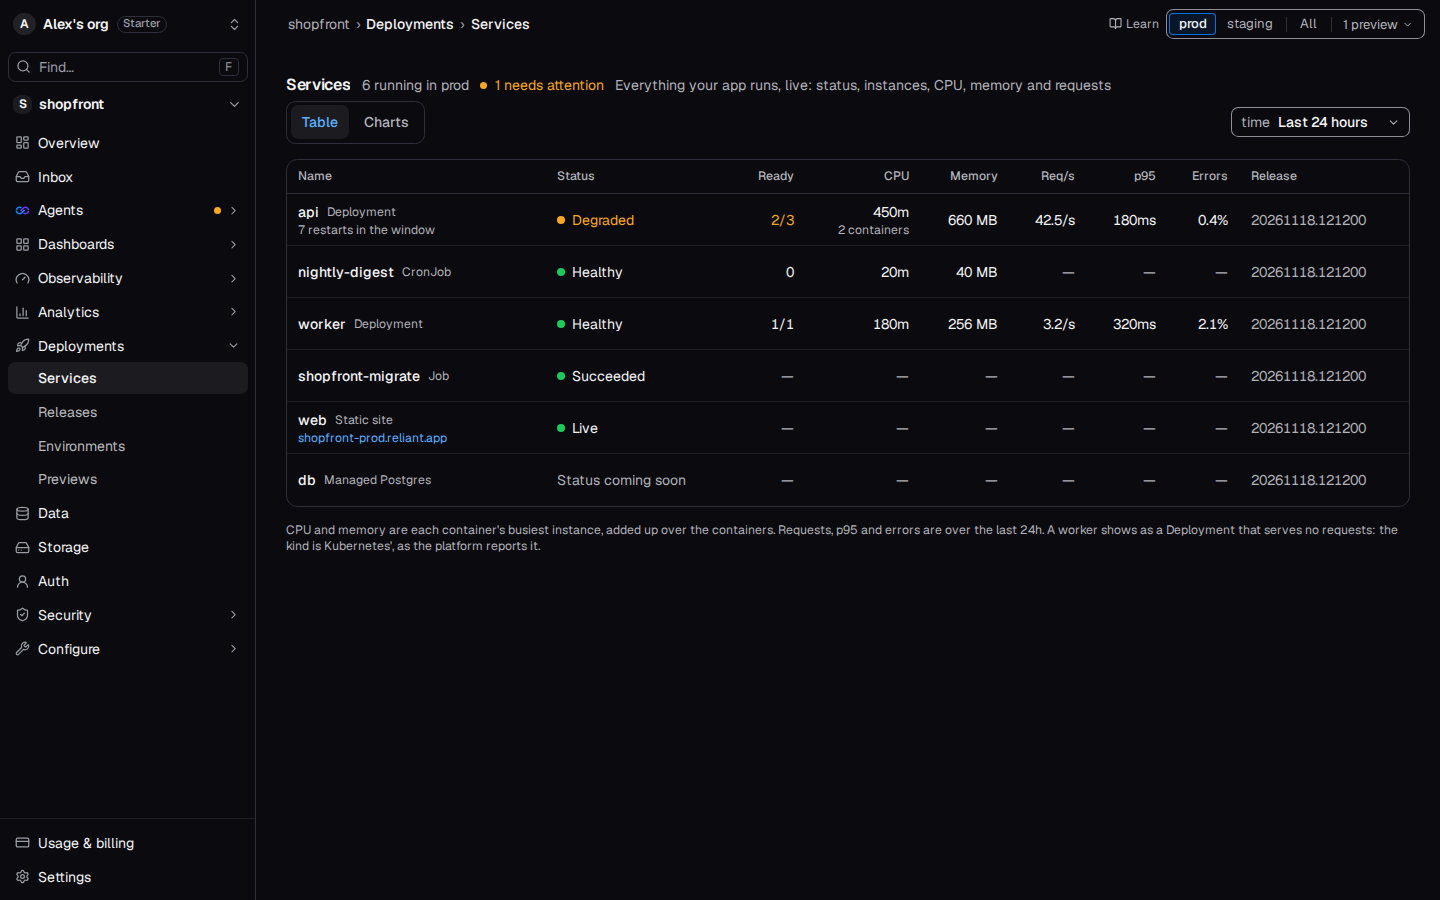 A Alex's org Starter
Find... F
S shopfront
Overview
Inbox
Agents
Dashboards
Observability
Analytics
Deployments
Services
Releases
Environments
Previews
Data
Storage
Auth
Security
Configure
Usage & billing
Settings
shopfront › Deployments › Services
Learn prod staging All 1 preview
Services 6 running in prod 1 needs attention Everything your app runs, live: status, instances, CPU, memory and requests
Table Charts
time Last 24 hours
Name Status Ready CPU Memory Req/s p95 Errors Release
api Deployment Degraded 2/3 450m 660 MB 42.5/s 180ms 0.4% 20261118.121200
7 restarts in the window 2 containers
nightly-digest CronJob Healthy 0 20m 40 MB — — — 20261118.121200
worker Deployment Healthy 1/1 180m 256 MB 3.2/s 320ms 2.1% 20261118.121200
shopfront-migrate Job Succeeded — — — — — — 20261118.121200
web Static site Live — — — — — — 20261118.121200
shopfront-prod.reliant.app
db Managed Postgres Status coming soon — — — — — — 20261118.121200
CPU and memory are each container's busiest instance, added up over the containers. Requests, p95 and errors are over the last 24h. A worker shows as a Deployment that serves no requests: the
kind is Kubernetes', as the platform reports it.